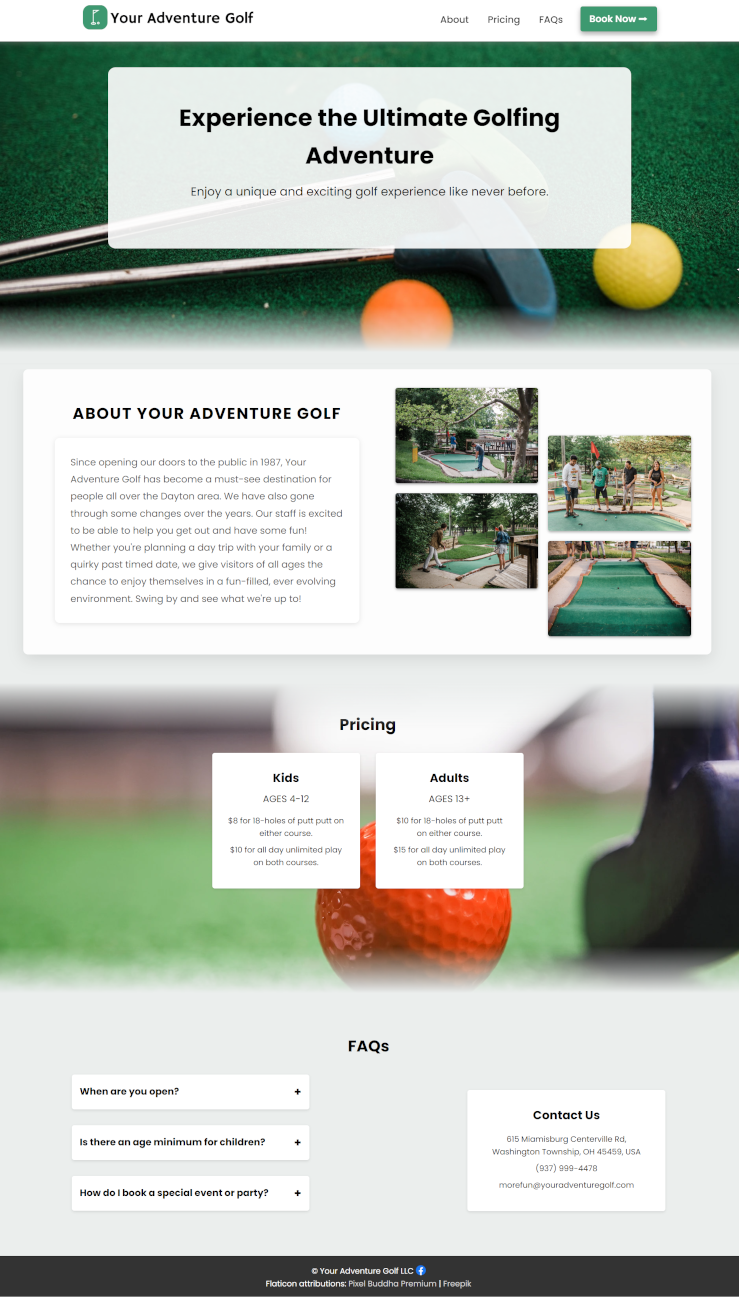 Your Adventure Golf
About Pricing FAQs Book Now ➞
Experience the Ultimate Golfing
Adventure
Enjoy a unique and exciting golf experience like never before.
ABOUT YOUR ADVENTURE GOLF
Since opening our doors to the public in 1987, Your
Adventure Golf has become a must-see destination for
people all over the Dayton area. We have also gone
through some changes over the years. Our staff is excited
to be able to help you get out and have some fun!
Whether you're planning a day trip with your family or a
quirky past timed date, we give visitors of all ages the
chance to enjoy themselves in a fun-filled, ever evolving
environment. Swing by and see what we're up to!
Pricing
Kids
AGES 4-12
$8 for 18-holes of putt putt on
either course.
$10 for all day unlimited play
on both courses.
Adults
AGES 13+
$10 for 18-holes of putt putt
on either course.
$15 for all day unlimited play
on both courses.
FAQs
When are you open? +
Is there an age minimum for children? +
How do I book a special event or party? +
Contact Us
615 Miamisburg Centerville Rd,
Washington Township, OH 45459, USA
(937) 999-4478
morefun@youradventuregolf.com
© Your Adventure Golf LLC
Flaticon attributions: Pixel Buddha Premium | Freepik